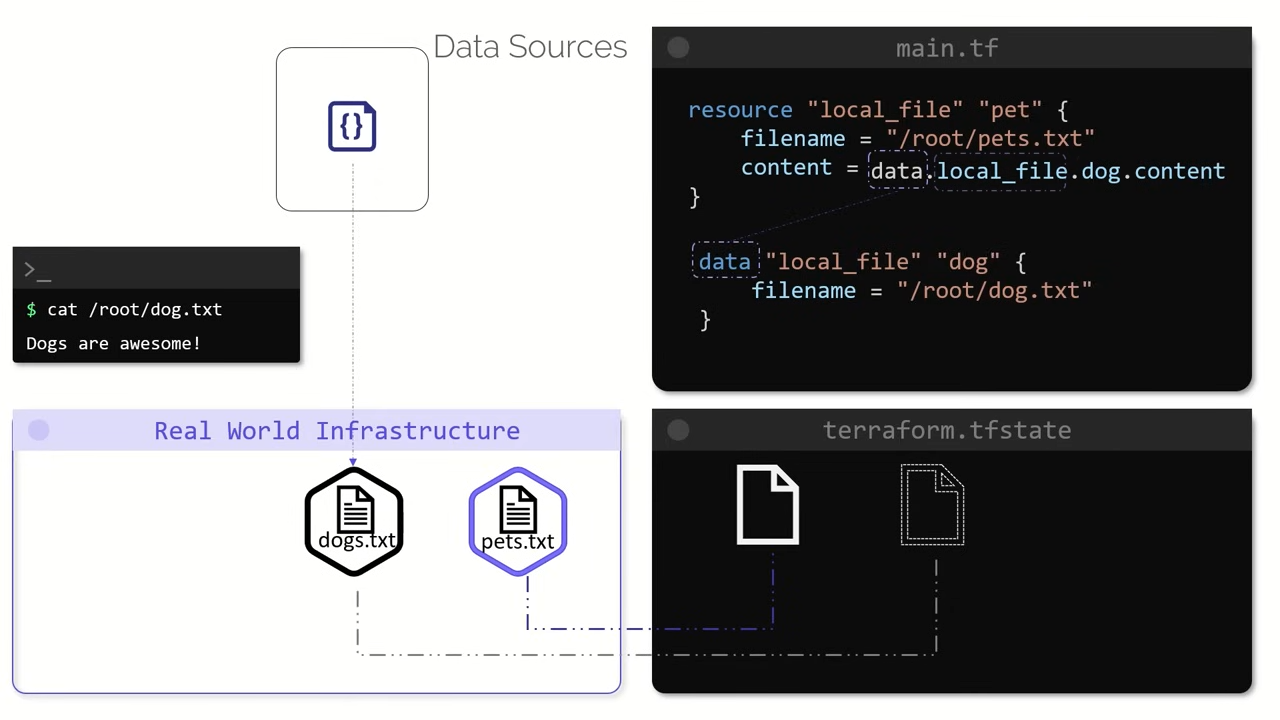 Data Sources
{}
>_
$ cat /root/dog.txt
Dogs are awesome!
main.tf
resource "local_file" "pet" {
filename = "/root/pets.txt"
content = data.local_file.dog.content
}
data "local_file" "dog" {
filename = "/root/dog.txt"
}
Real World Infrastructure
dogs.txt
pets.txt
terraform.tfstate